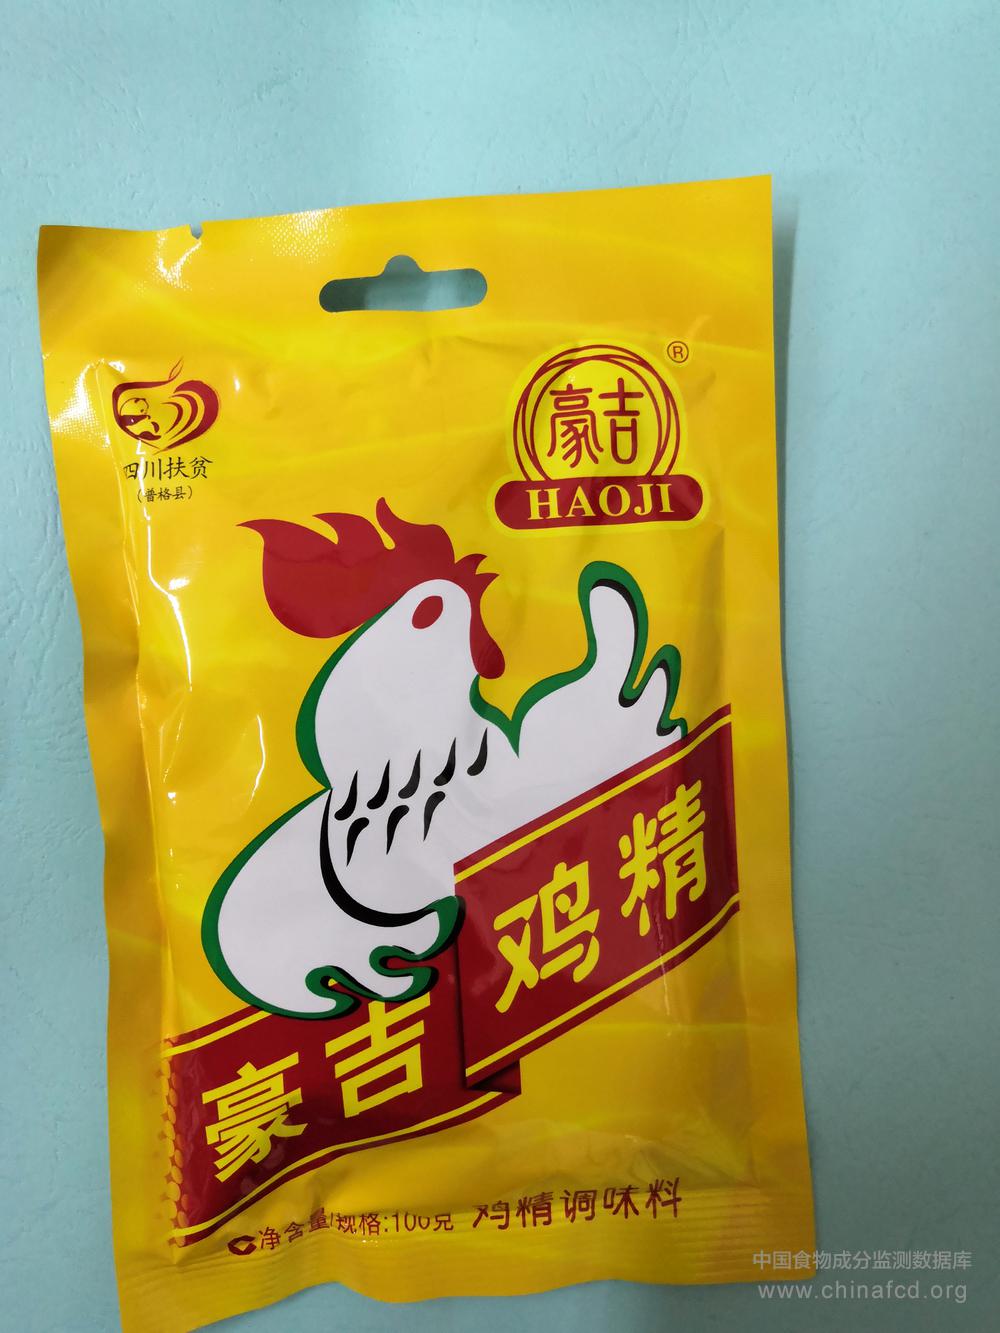 豪吉
®
HAOJI
四川扶贫
(普格县)
豪吉鸡精
净含量/规格:100克 鸡精调味料
中国食物成分监测数据库
www.chinafcd.org